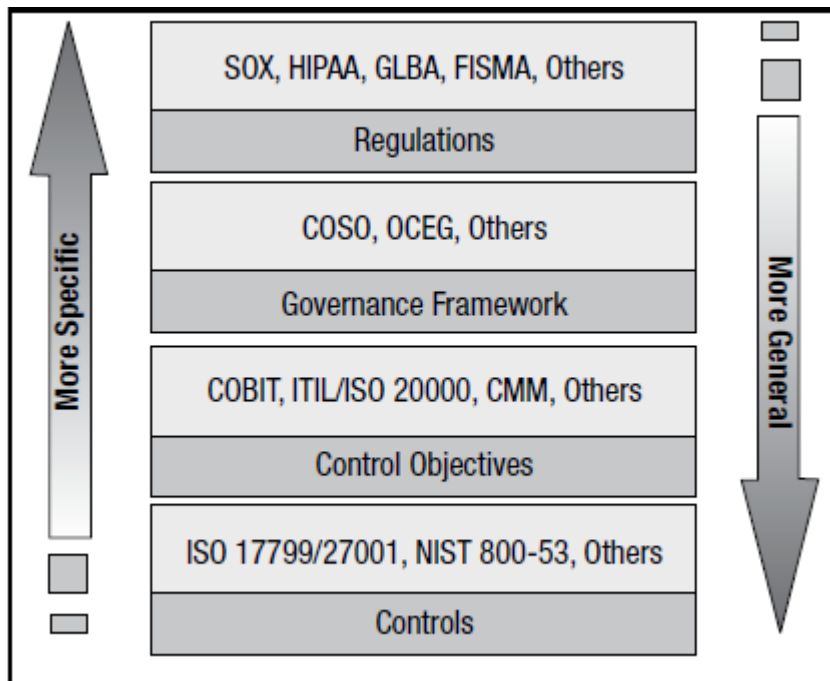 SOX, HIPAA, GLBA, FISMA, Others
Regulations
COSO, OCEG, Others
Governance Framework
COBIT, ITIL/ISO 20000, CMM, Others
Control Objectives
ISO 17799/27001, NIST 800-53, Others
Controls
More Specific
More General